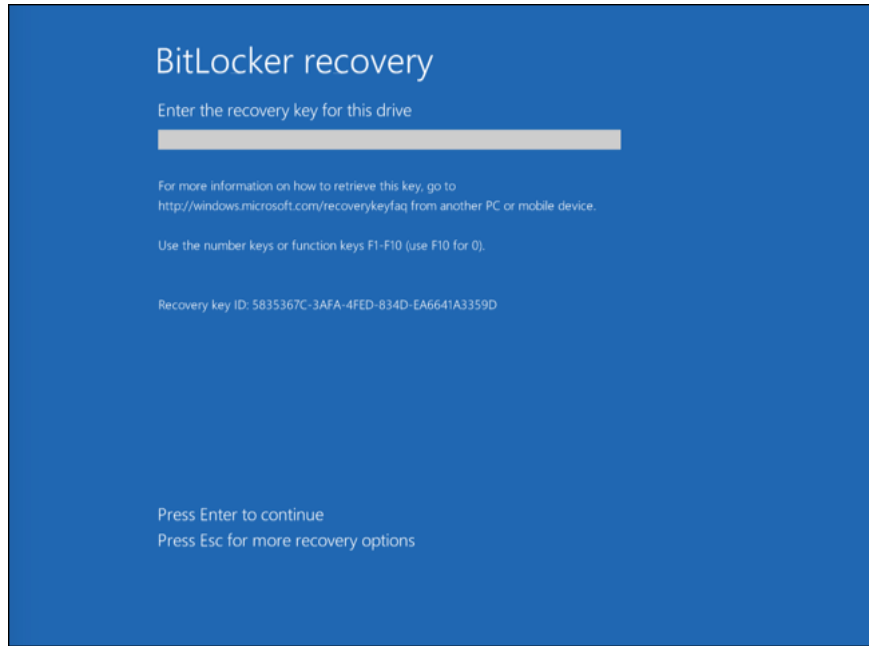 BitLocker recovery
Enter the recovery key for this drive
For more information on how to retrieve this key, go to
http://windows.microsoft.com/recoverykeyfaq from another PC or mobile device.
Use the number keys or function keys F1-F10 (use F10 for 0).
Recovery key ID: 5835367C-3AFA-4FED-834D-EA6641A3359D
Press Enter to continue
Press Esc for more recovery options